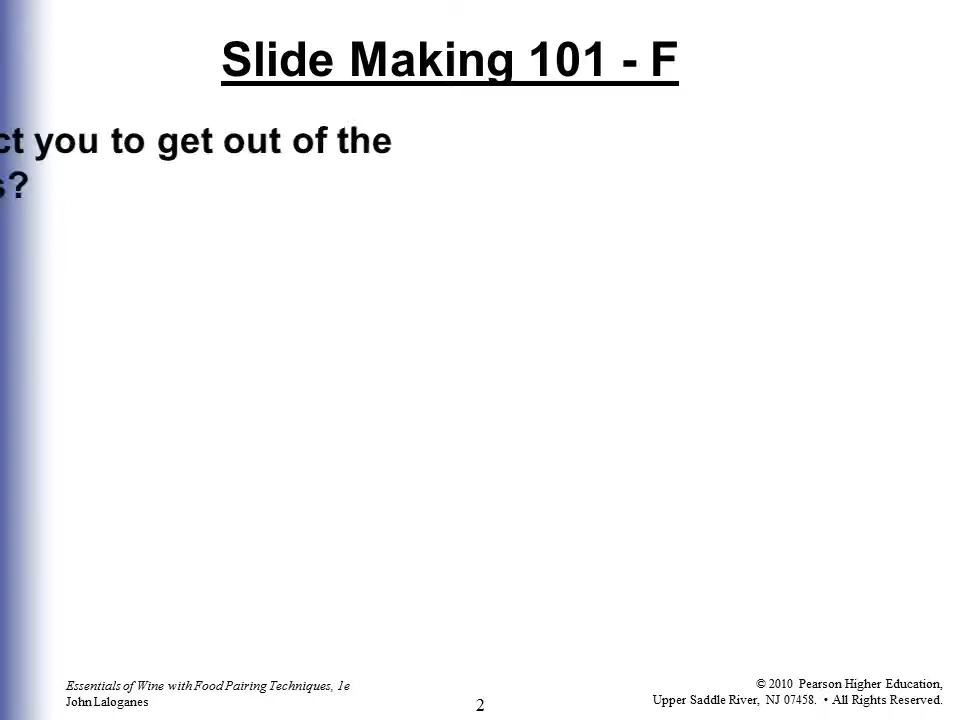 Slide Making 101 - F
you to get out of the
Essentials of Wine with Food Pairing Techniques, 1e
John Laloganes
2
© 2010 Pearson Higher Education,
Upper Saddle River, NJ 07458. • All Rights Reserved.